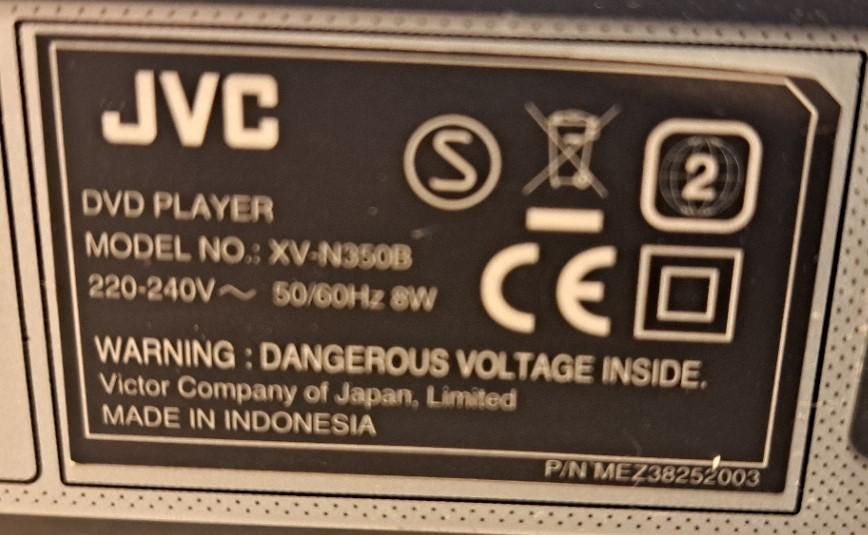 JVC
S
2
DVD PLAYER
MODEL NO.: XV-N350B
CE
220-240V～ 50/60Hz 8W
WARNING : DANGEROUS VOLTAGE INSIDE.
Victor Company of Japan, Limited
MADE IN INDONESIA
P/N MEZ38252003